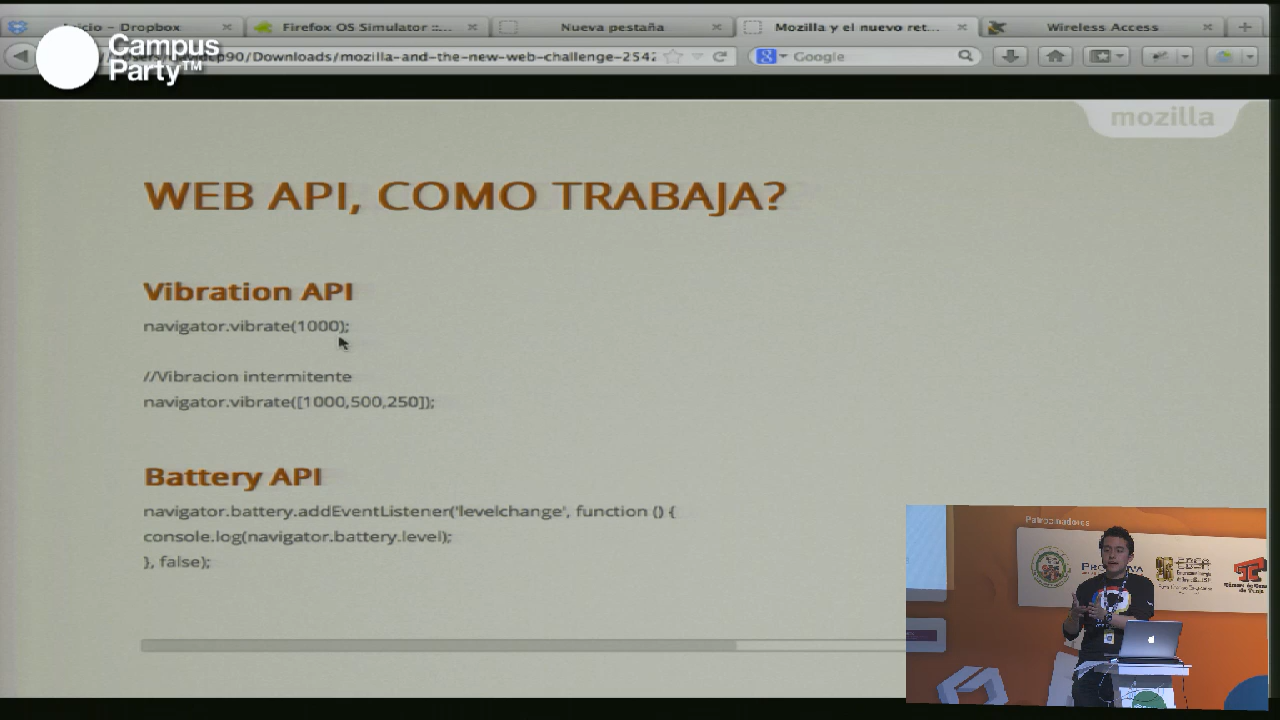 Inicio – Dropbox
Firefox OS Simulator ::...
Nueva pestaña
Mozilla y el nuevo ret...
Wireless Access
Campus
Party™
90/Downloads/mozilla-and-the-new-web-challenge-2542
Google
mozilla
WEB API, COMO TRABAJA?
Vibration API
navigator.vibrate(1000);
//Vibracion intermitente
navigator.vibrate([1000,500,250]);
Battery API
navigator.battery.addEventListener('levelchange', function () {
console.log(navigator.battery.level);
}, false);
Patrocinadores
EBSA